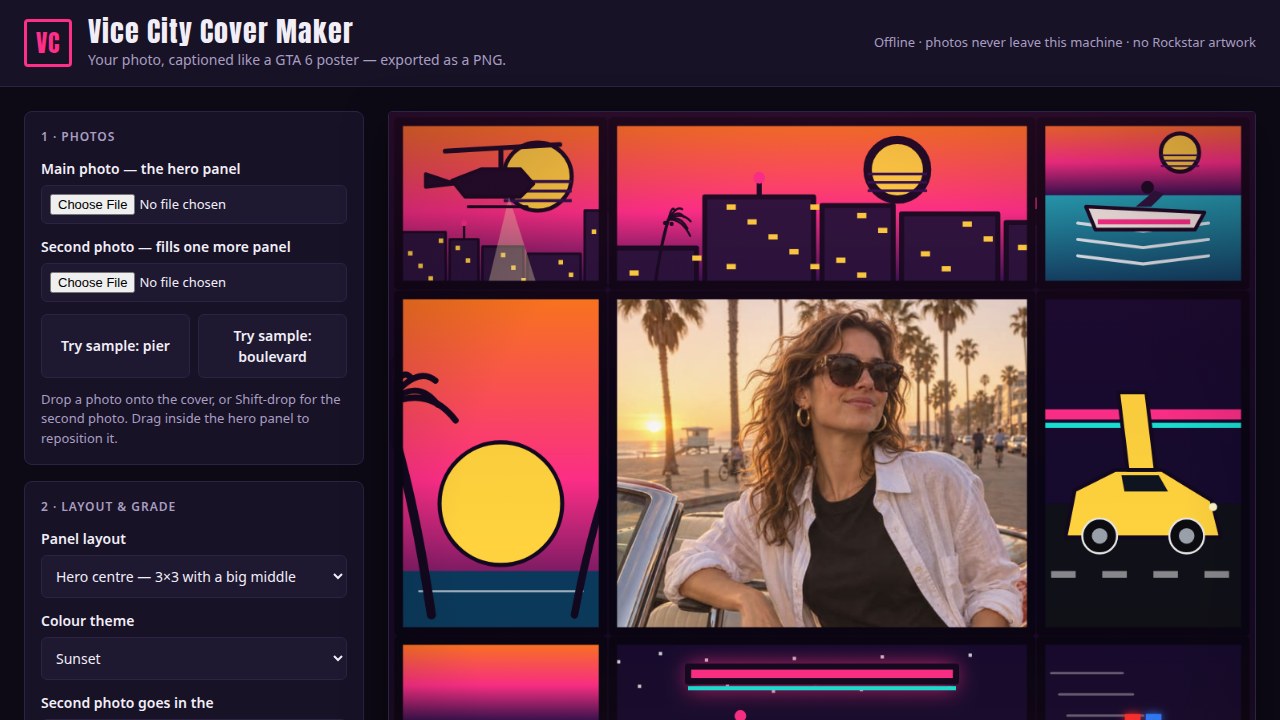 VC
Vice City Cover Maker
Your photo, captioned like a GTA 6 poster — exported as a PNG.
Offline · photos never leave this machine · no Rockstar artwork
1 · PHOTOS
Main photo — the hero panel
Choose File No file chosen
Second photo — fills one more panel
Choose File No file chosen
Try sample: pier
Try sample:
boulevard
Drop a photo onto the cover, or Shift-drop for the
second photo. Drag inside the hero panel to
reposition it.
2 · LAYOUT & GRADE
Panel layout
Hero centre — 3×3 with a big middle
Colour theme
Sunset
Second photo goes in the